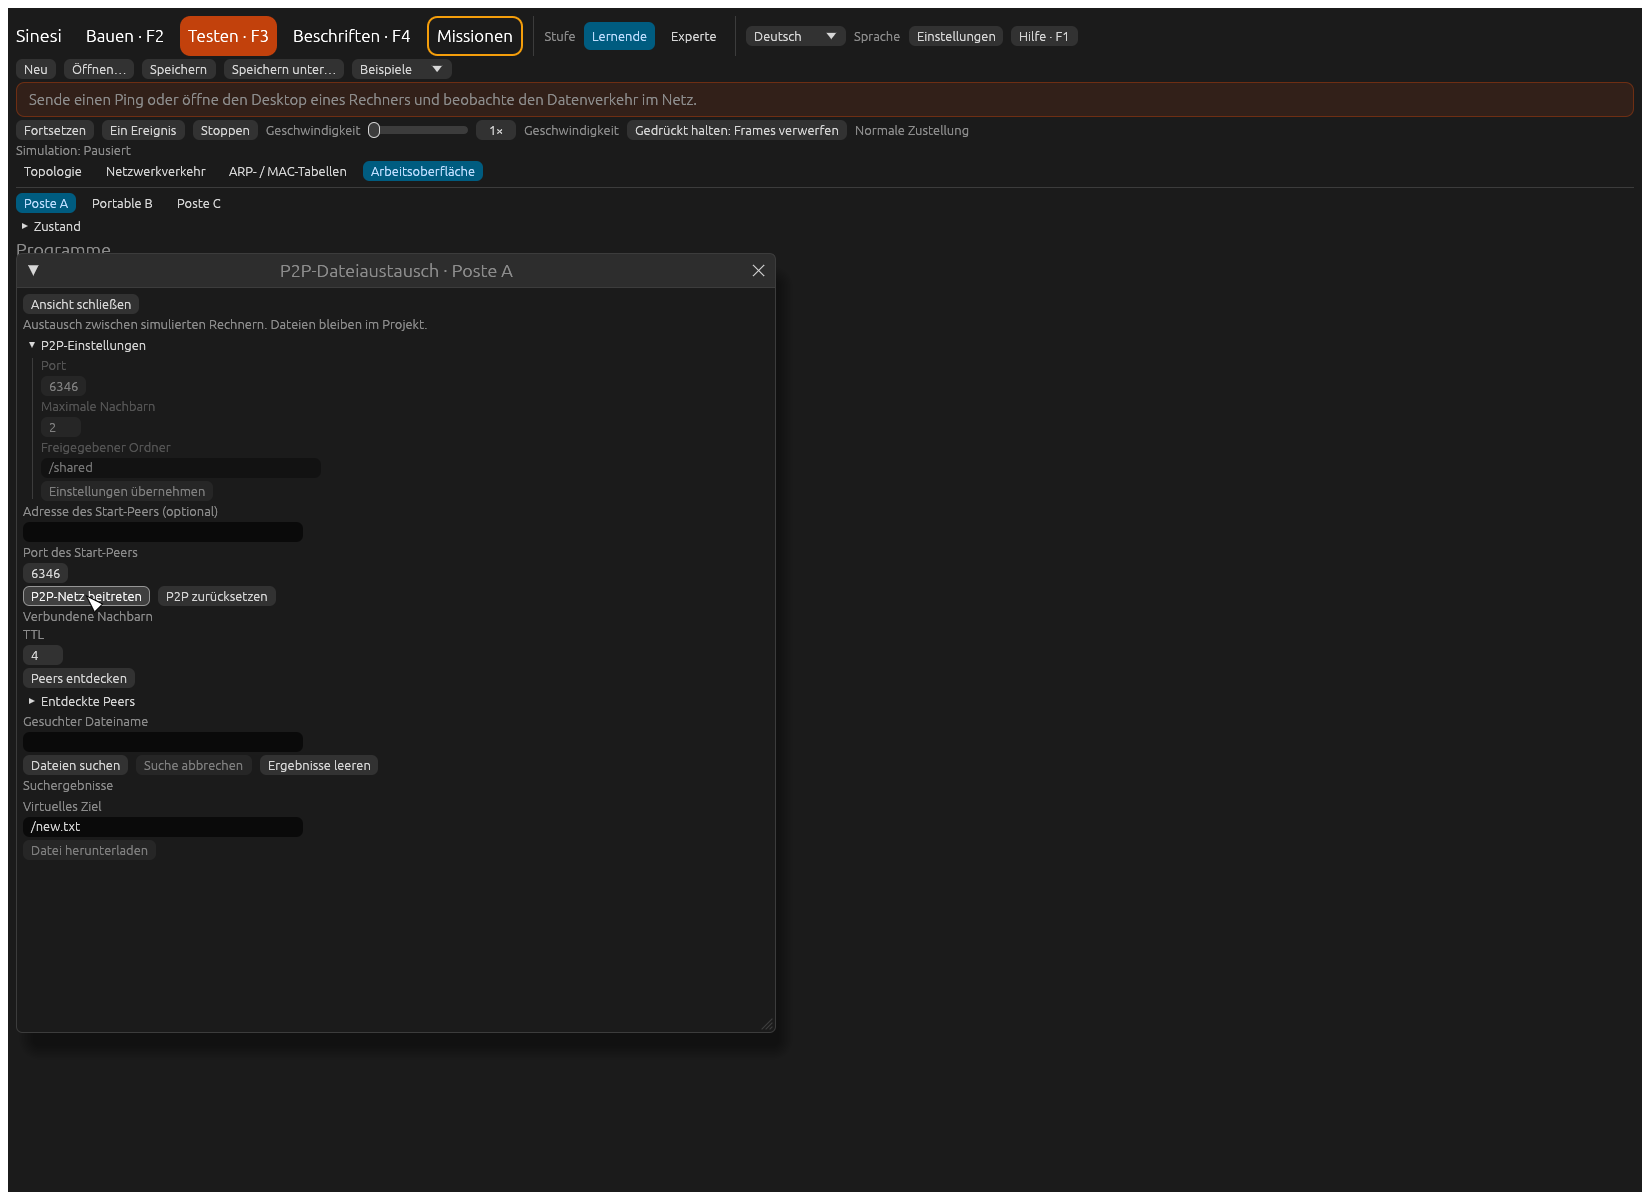 Sinesi Bauen · F2 Testen · F3 Beschriften · F4 Missionen Stufe Lernende Experte Deutsch Sprache Einstellungen Hilfe · F1
Neu Öffnen... Speichern Speichern unter... Beispiele
Sende einen Ping oder öffne den Desktop eines Rechners und beobachte den Datenverkehr im Netz.
Fortsetzen Ein Ereignis Stoppen Geschwindigkeit 1× Geschwindigkeit Gedrückt halten: Frames verwerfen Normale Zustellung
Simulation: Pausiert
Topologie Netzwerkverkehr ARP- / MAC-Tabellen Arbeitsoberfläche
Poste A Portable B Poste C
Zustand
Programme
P2P-Dateiaustausch · Poste A
Ansicht schließen
Austausch zwischen simulierten Rechnern. Dateien bleiben im Projekt.
P2P-Einstellungen
Port
6346
Maximale Nachbarn
2
Freigegebener Ordner
/shared
Einstellungen übernehmen
Adresse des Start-Peers (optional)
Port des Start-Peers
6346
P2P-Netz beitreten P2P zurücksetzen
Verbundene Nachbarn
TTL
4
Peers entdecken
Entdeckte Peers
Gesuchter Dateiname
Dateien suchen Suche abbrechen Ergebnisse leeren
Suchergebnisse
Virtuelles Ziel
/new.txt
Datei herunterladen